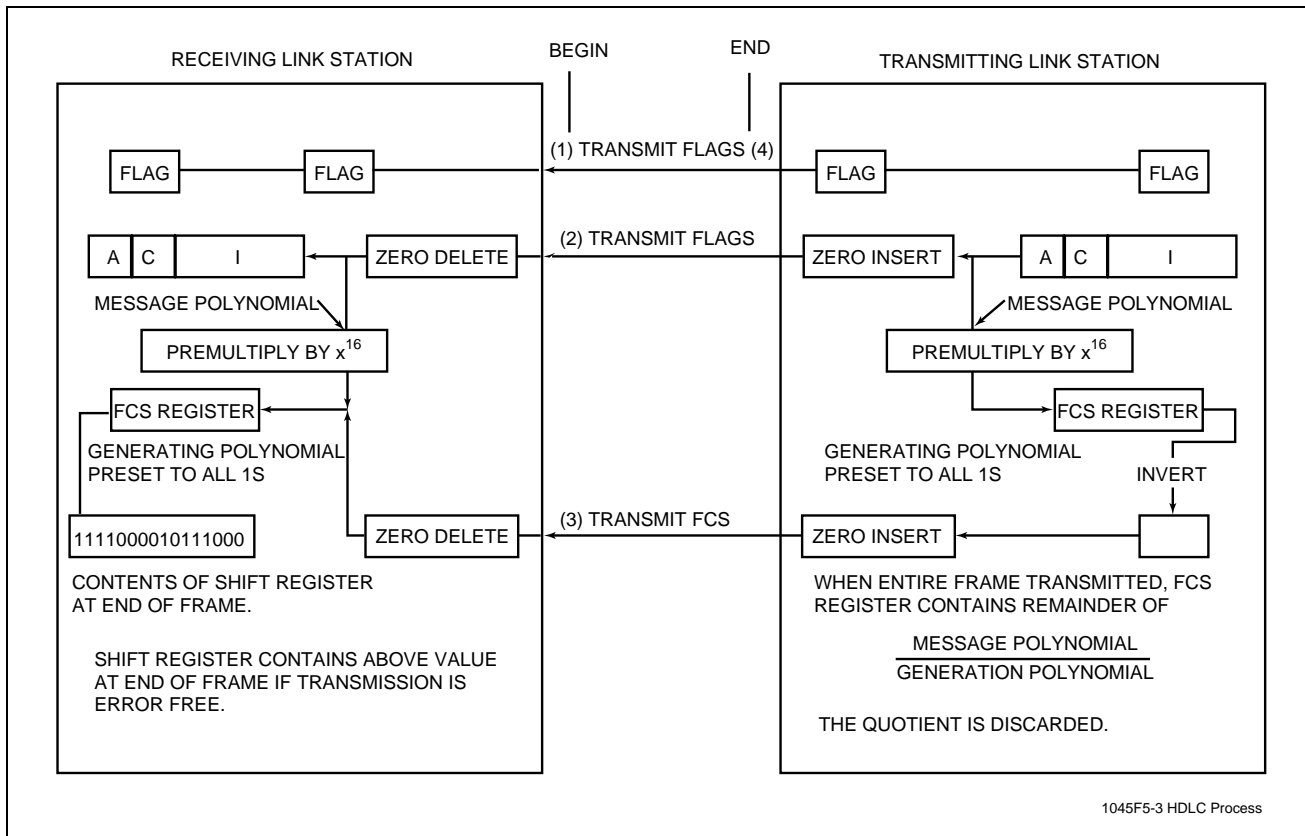 RECEIVING LINK STATION
BEGIN
END
TRANSMITTING LINK STATION
(1) TRANSMIT FLAGS (4)
FLAG
FLAG
FLAG
FLAG
A
C
I
ZERO DELETE
(2) TRANSMIT FLAGS
ZERO INSERT
A
C
I
MESSAGE POLYNOMIAL
MESSAGE POLYNOMIAL
PREMULTIPLY BY x^16
PREMULTIPLY BY x^16
FCS REGISTER
FCS REGISTER
GENERATING POLYNOMIAL
PRESET TO ALL 1S
GENERATING POLYNOMIAL
PRESET TO ALL 1S
INVERT
1111000010111000
ZERO DELETE
(3) TRANSMIT FCS
ZERO INSERT
CONTENTS OF SHIFT REGISTER
AT END OF FRAME.
WHEN ENTIRE FRAME TRANSMITTED, FCS
REGISTER CONTAINS REMAINDER OF
SHIFT REGISTER CONTAINS ABOVE VALUE
AT END OF FRAME IF TRANSMISSION IS
ERROR FREE.
MESSAGE POLYNOMIAL
GENERATION POLYNOMIAL
THE QUOTIENT IS DISCARDED.
1045F5-3 HDLC Process